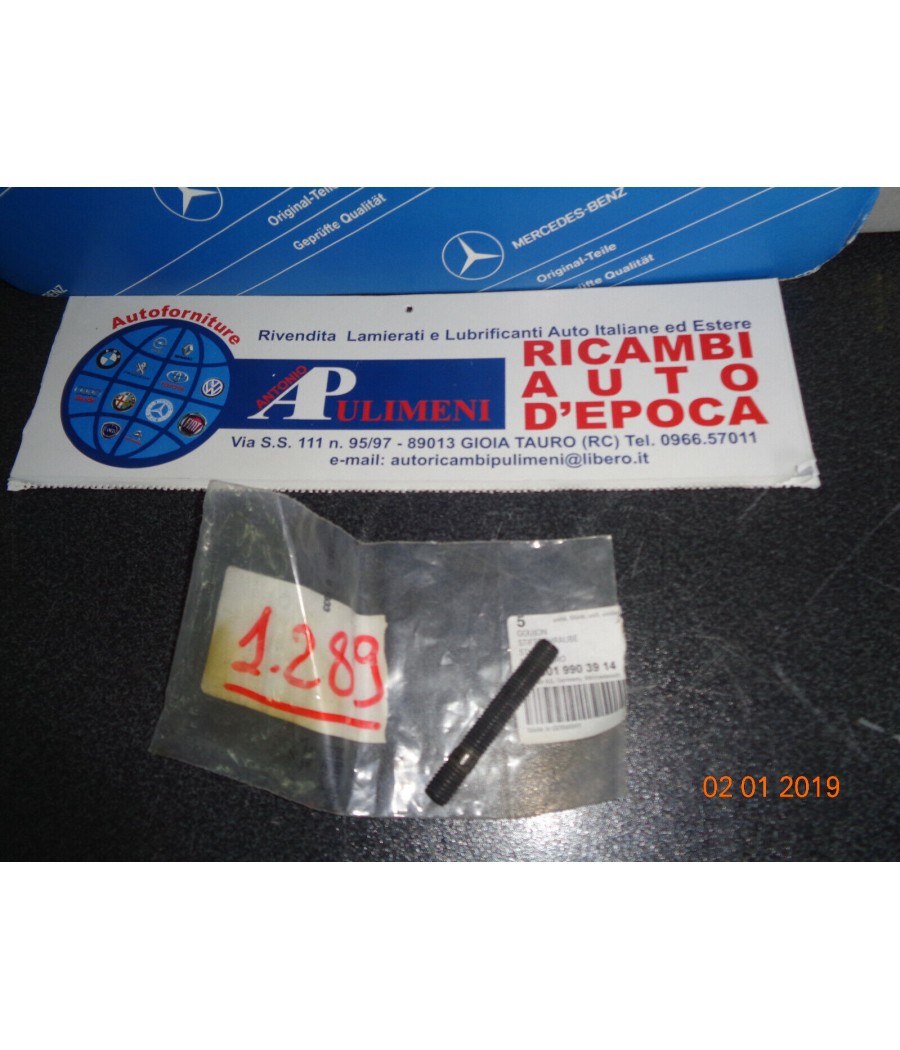 Original-Teile
Geprüfte Qualität
MERCEDES-BENZ
Original-Teile
Geprüfte Qualität
Autoforniture
Rivendita Lamierati e Lubrificanti Auto Italiane ed Estere
RICAMBI
AUTO
D'EPOCA
ANTONIO
PULIMENI
Via S.S. 111 n. 95/97 - 89013 GIOIA TAURO (RC) Tel. 0966.57011
e-mail: autoricambipulimeni@libero.it
1.289
5
GOUJON
01 990 39 14
02 01 2019